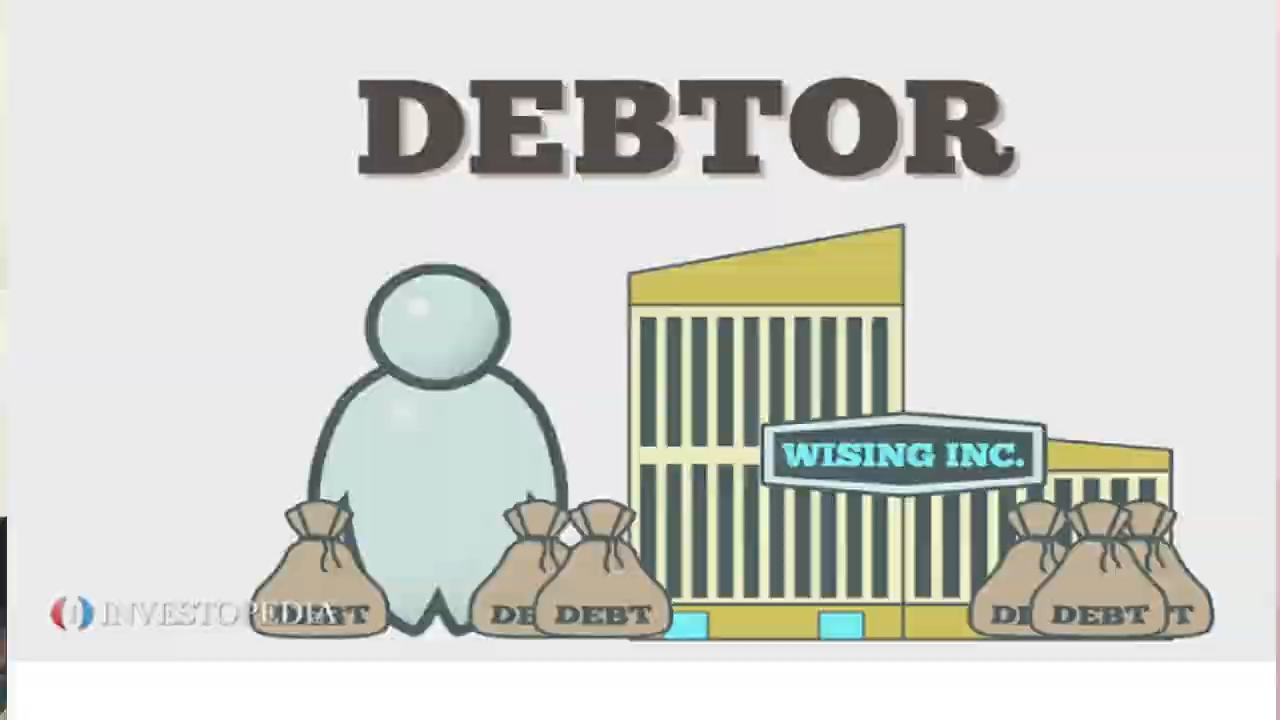 DEBTOR
WISING INC.
INVESTOPEDIA
DEBT
DEBT